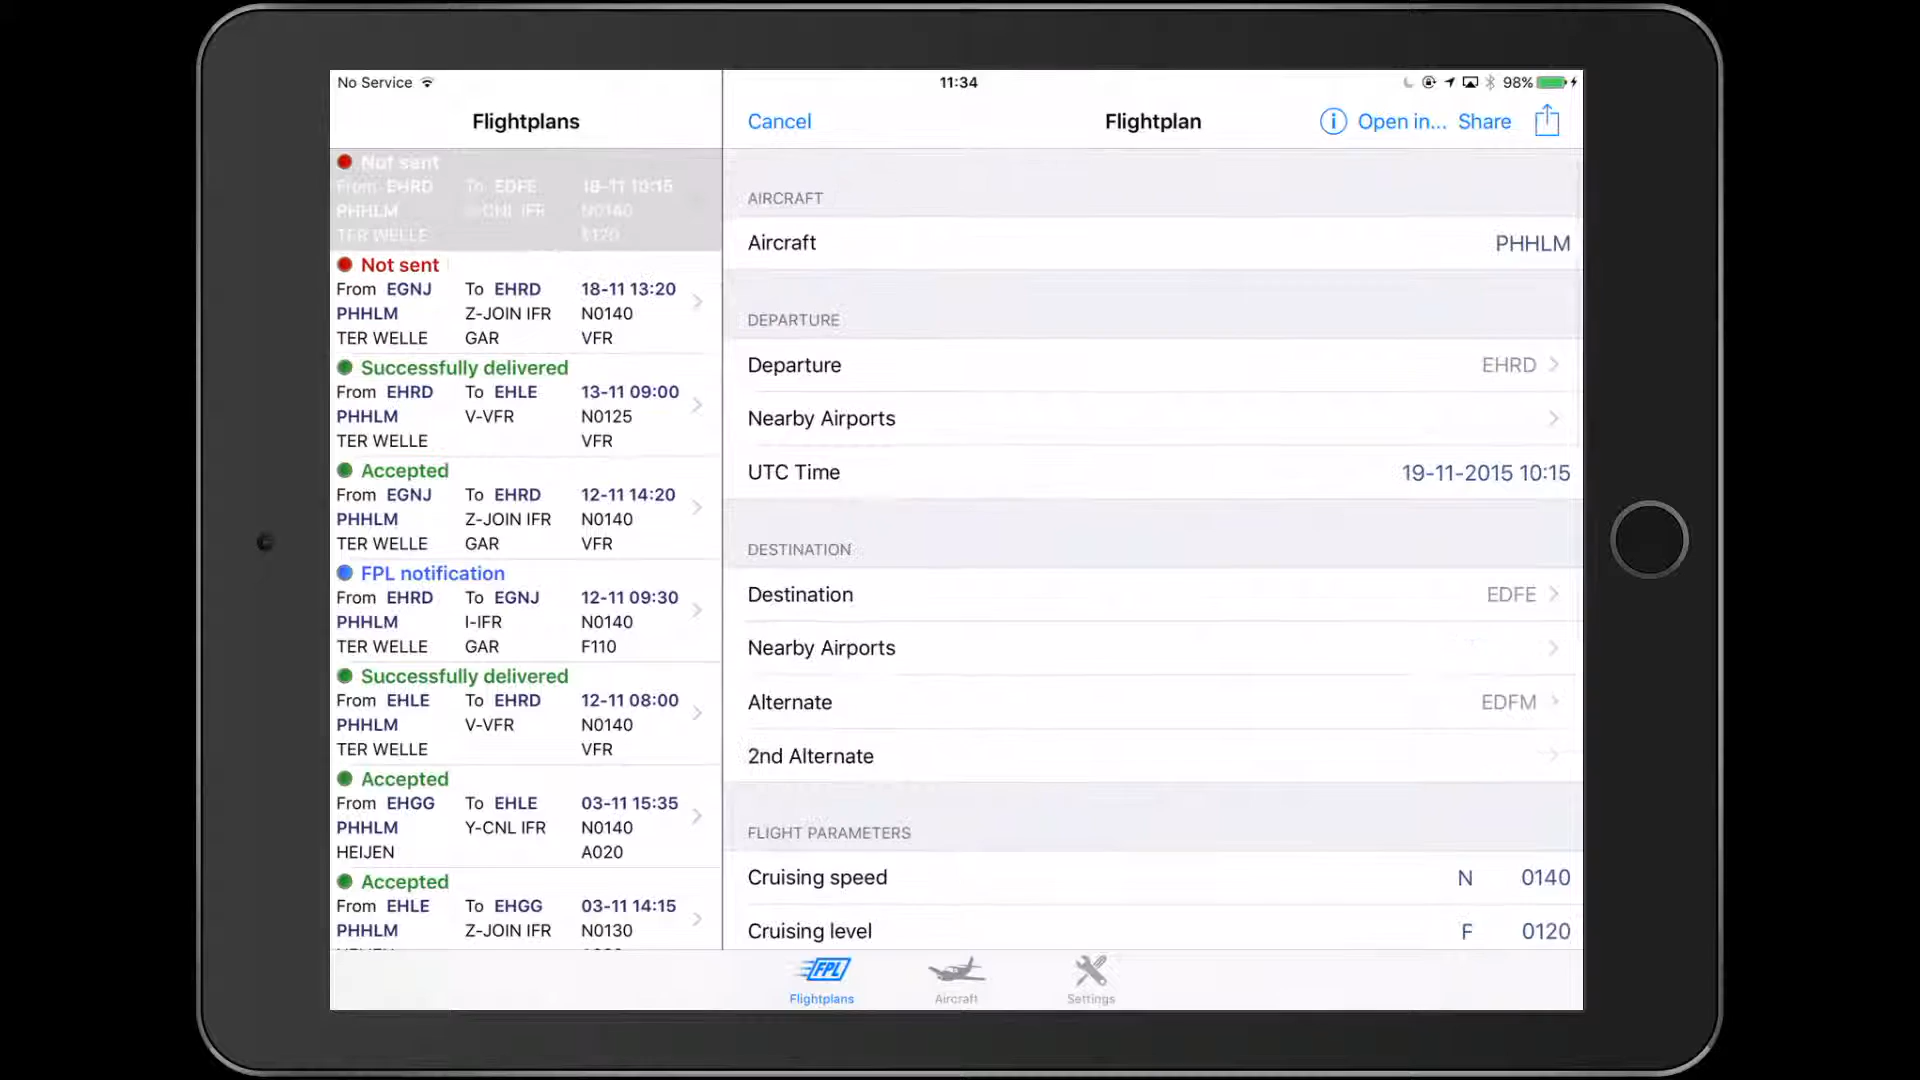 No Service
11:34
98%
Flightplans
Cancel
Flightplan
Open in...
Share
Not sent
From EHRD To EDFE 18-11 10:15
PHHLM Y-CNL IFR N0140
TER WELLE F120
Not sent
From EGNJ To EHRD 18-11 13:20
PHHLM Z-JOIN IFR N0140
TER WELLE GAR VFR
Successfully delivered
From EHRD To EHLE 13-11 09:00
PHHLM V-VFR N0125
TER WELLE VFR
Accepted
From EGNJ To EHRD 12-11 14:20
PHHLM Z-JOIN IFR N0140
TER WELLE GAR VFR
FPL notification
From EHRD To EGNJ 12-11 09:30
PHHLM I-IFR N0140
TER WELLE GAR F110
Successfully delivered
From EHLE To EHRD 12-11 08:00
PHHLM V-VFR N0140
TER WELLE VFR
Accepted
From EHGG To EHLE 03-11 15:35
PHHLM Y-CNL IFR N0140
HEIJEN A020
Accepted
From EHLE To EHGG 03-11 14:15
PHHLM Z-JOIN IFR N0130
AIRCRAFT
Aircraft PHHLM
DEPARTURE
Departure EHRD
Nearby Airports
UTC Time 19-11-2015 10:15
DESTINATION
Destination EDFE
Nearby Airports
Alternate EDFM
2nd Alternate
FLIGHT PARAMETERS
Cruising speed N 0140
Cruising level F 0120
FPL
Flightplans
Aircraft
Settings